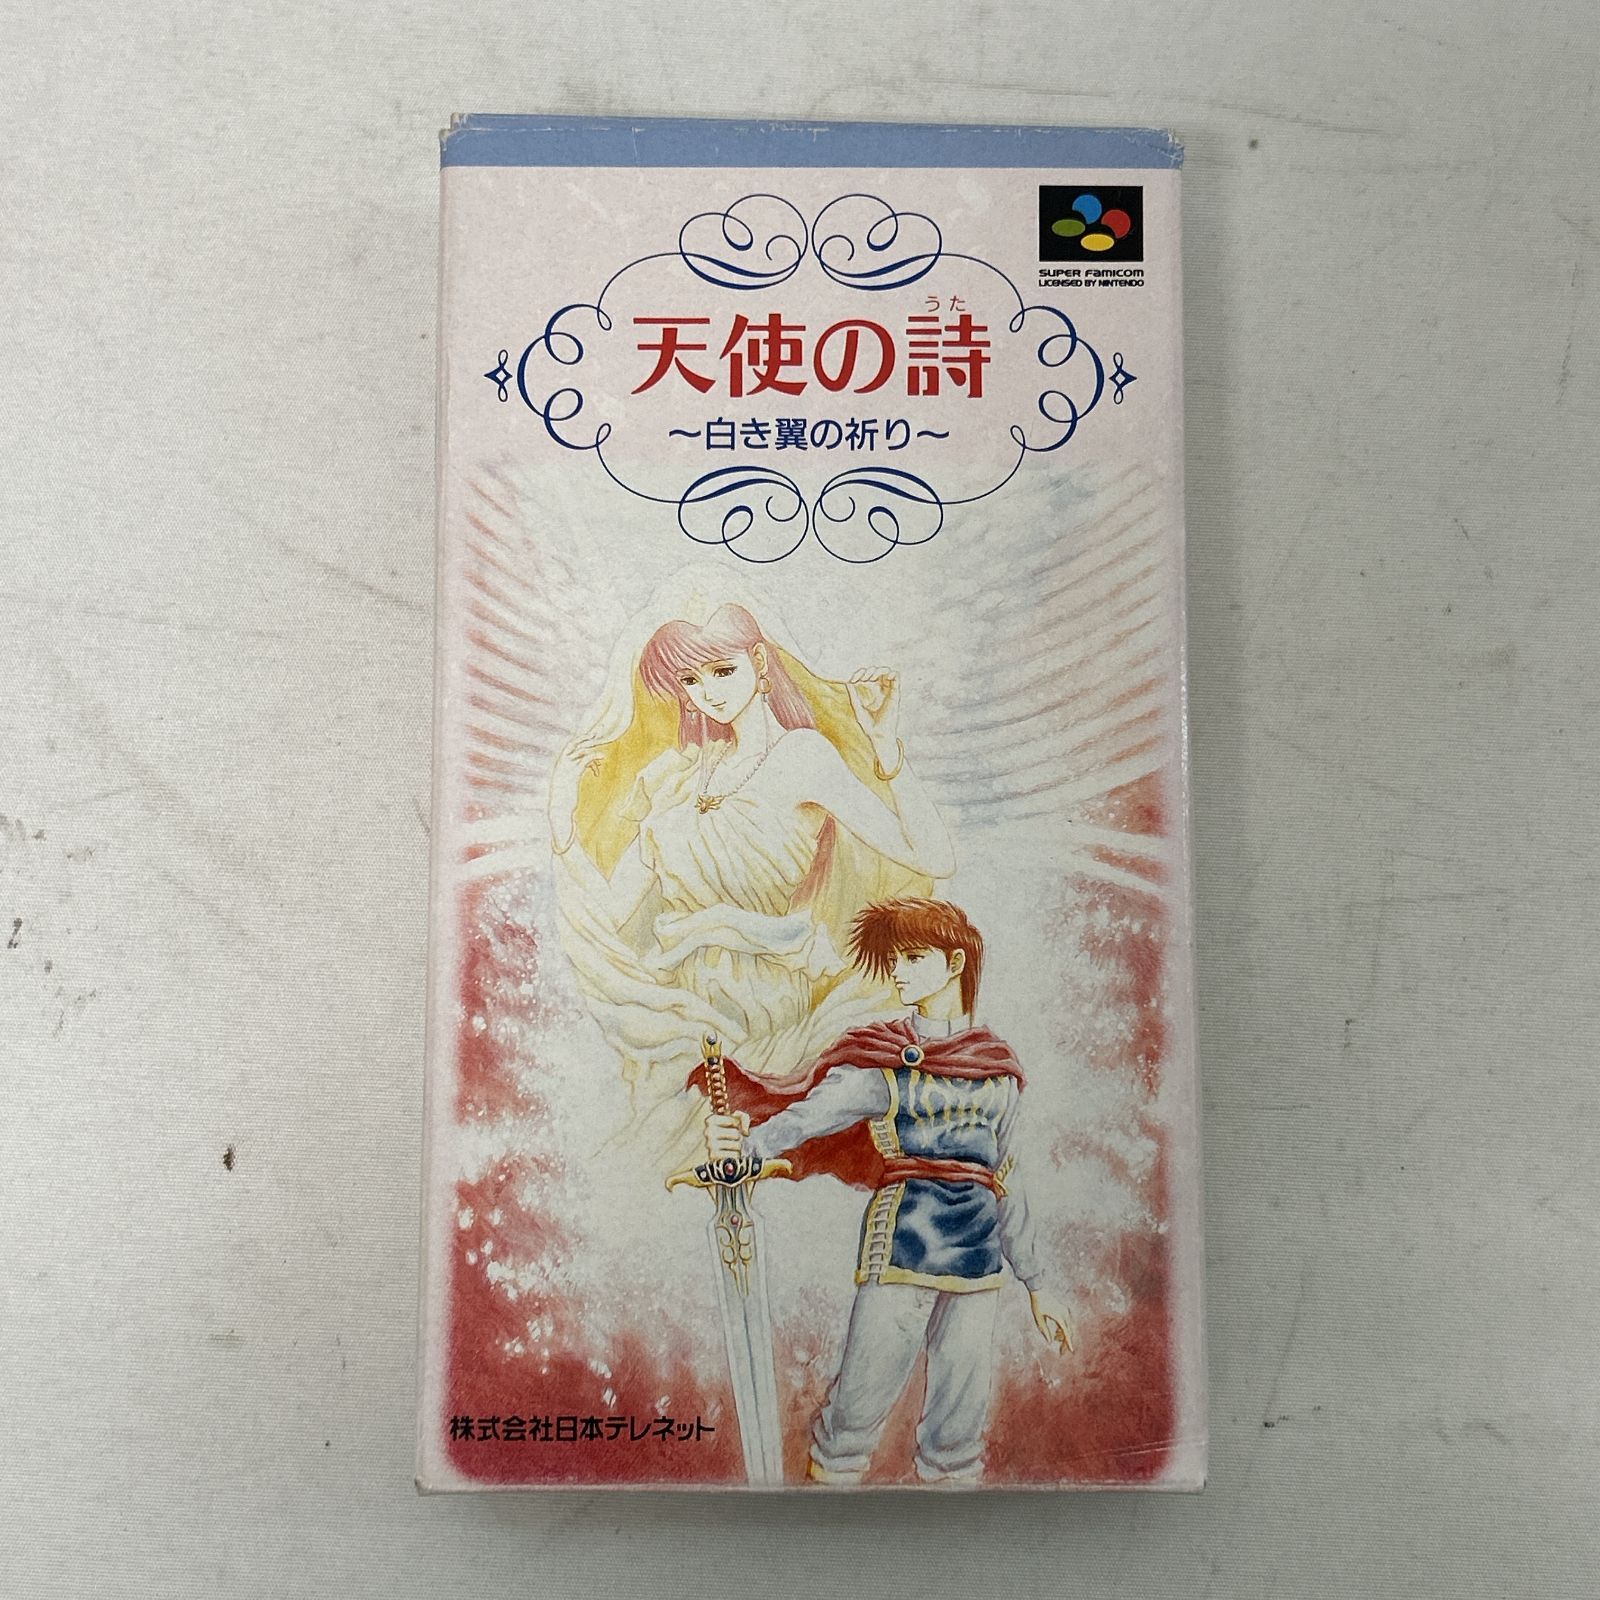 SUPER FAMICOM
LICENSED BY NINTENDO
うた
天使の詩
～白き翼の祈り～
株式会社日本テレネット